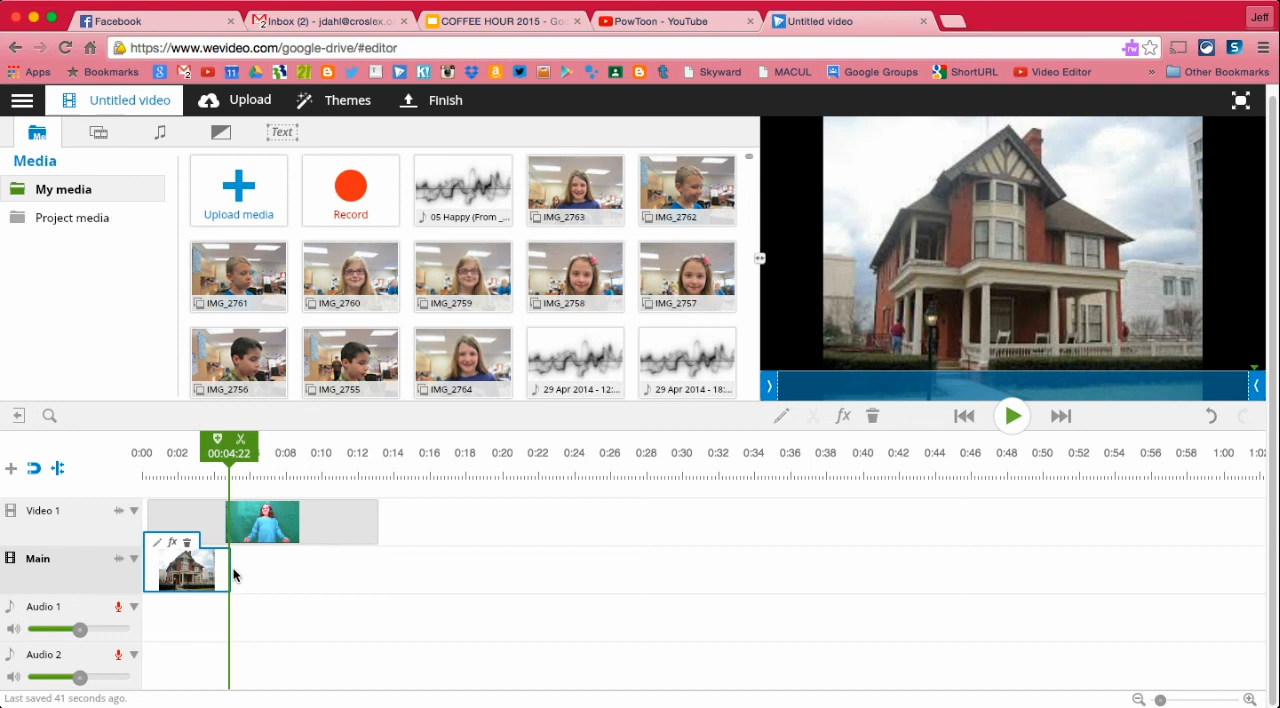 Facebook
Inbox (2) - jdahl@croslex.o
COFFEE HOUR 2015 - Go
PowToon - YouTube
Untitled video
Jeff
https://www.wevideo.com/google-drive/#editor
Apps
Bookmarks
Skyward
MACUL
Google Groups
ShortURL
Video Editor
»
Other Bookmarks
Untitled video
Upload
Themes
Finish
Me
Text
Media
My media
Project media
Upload media
Record
05 Happy (From _...
IMG_2763
IMG_2762
IMG_2761
IMG_2760
IMG_2759
IMG_2758
IMG_2757
IMG_2756
IMG_2755
IMG_2764
29 Apr 2014 - 12:...
29 Apr 2014 - 18:...
fx
00:04:22
0:00 0:02 0:08 0:10 0:12 0:14 0:16 0:18 0:20 0:22 0:24 0:26 0:28 0:30 0:32 0:34 0:36 0:38 0:40 0:42 0:44 0:46 0:48 0:50 0:52 0:54 0:56 0:58 1:00 1:02
Video 1
fx
Main
Audio 1
Audio 2
Last saved 41 seconds ago.